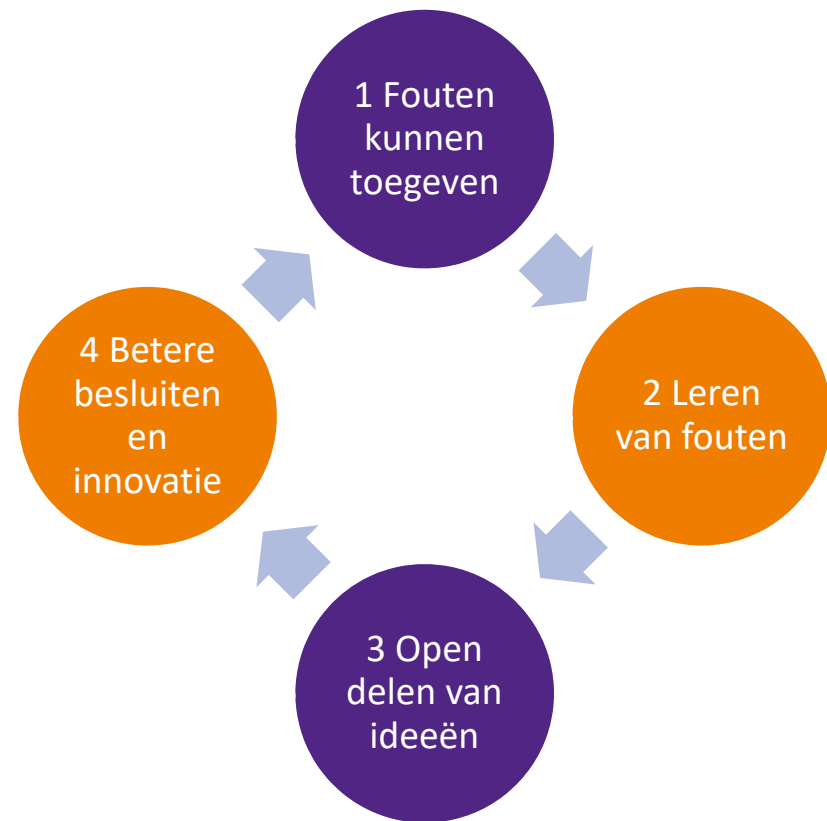 1 Fouten
kunnen
toegeven
2 Leren
van fouten
3 Open
delen van
ideeën
4 Betere
besluiten
en
innovatie